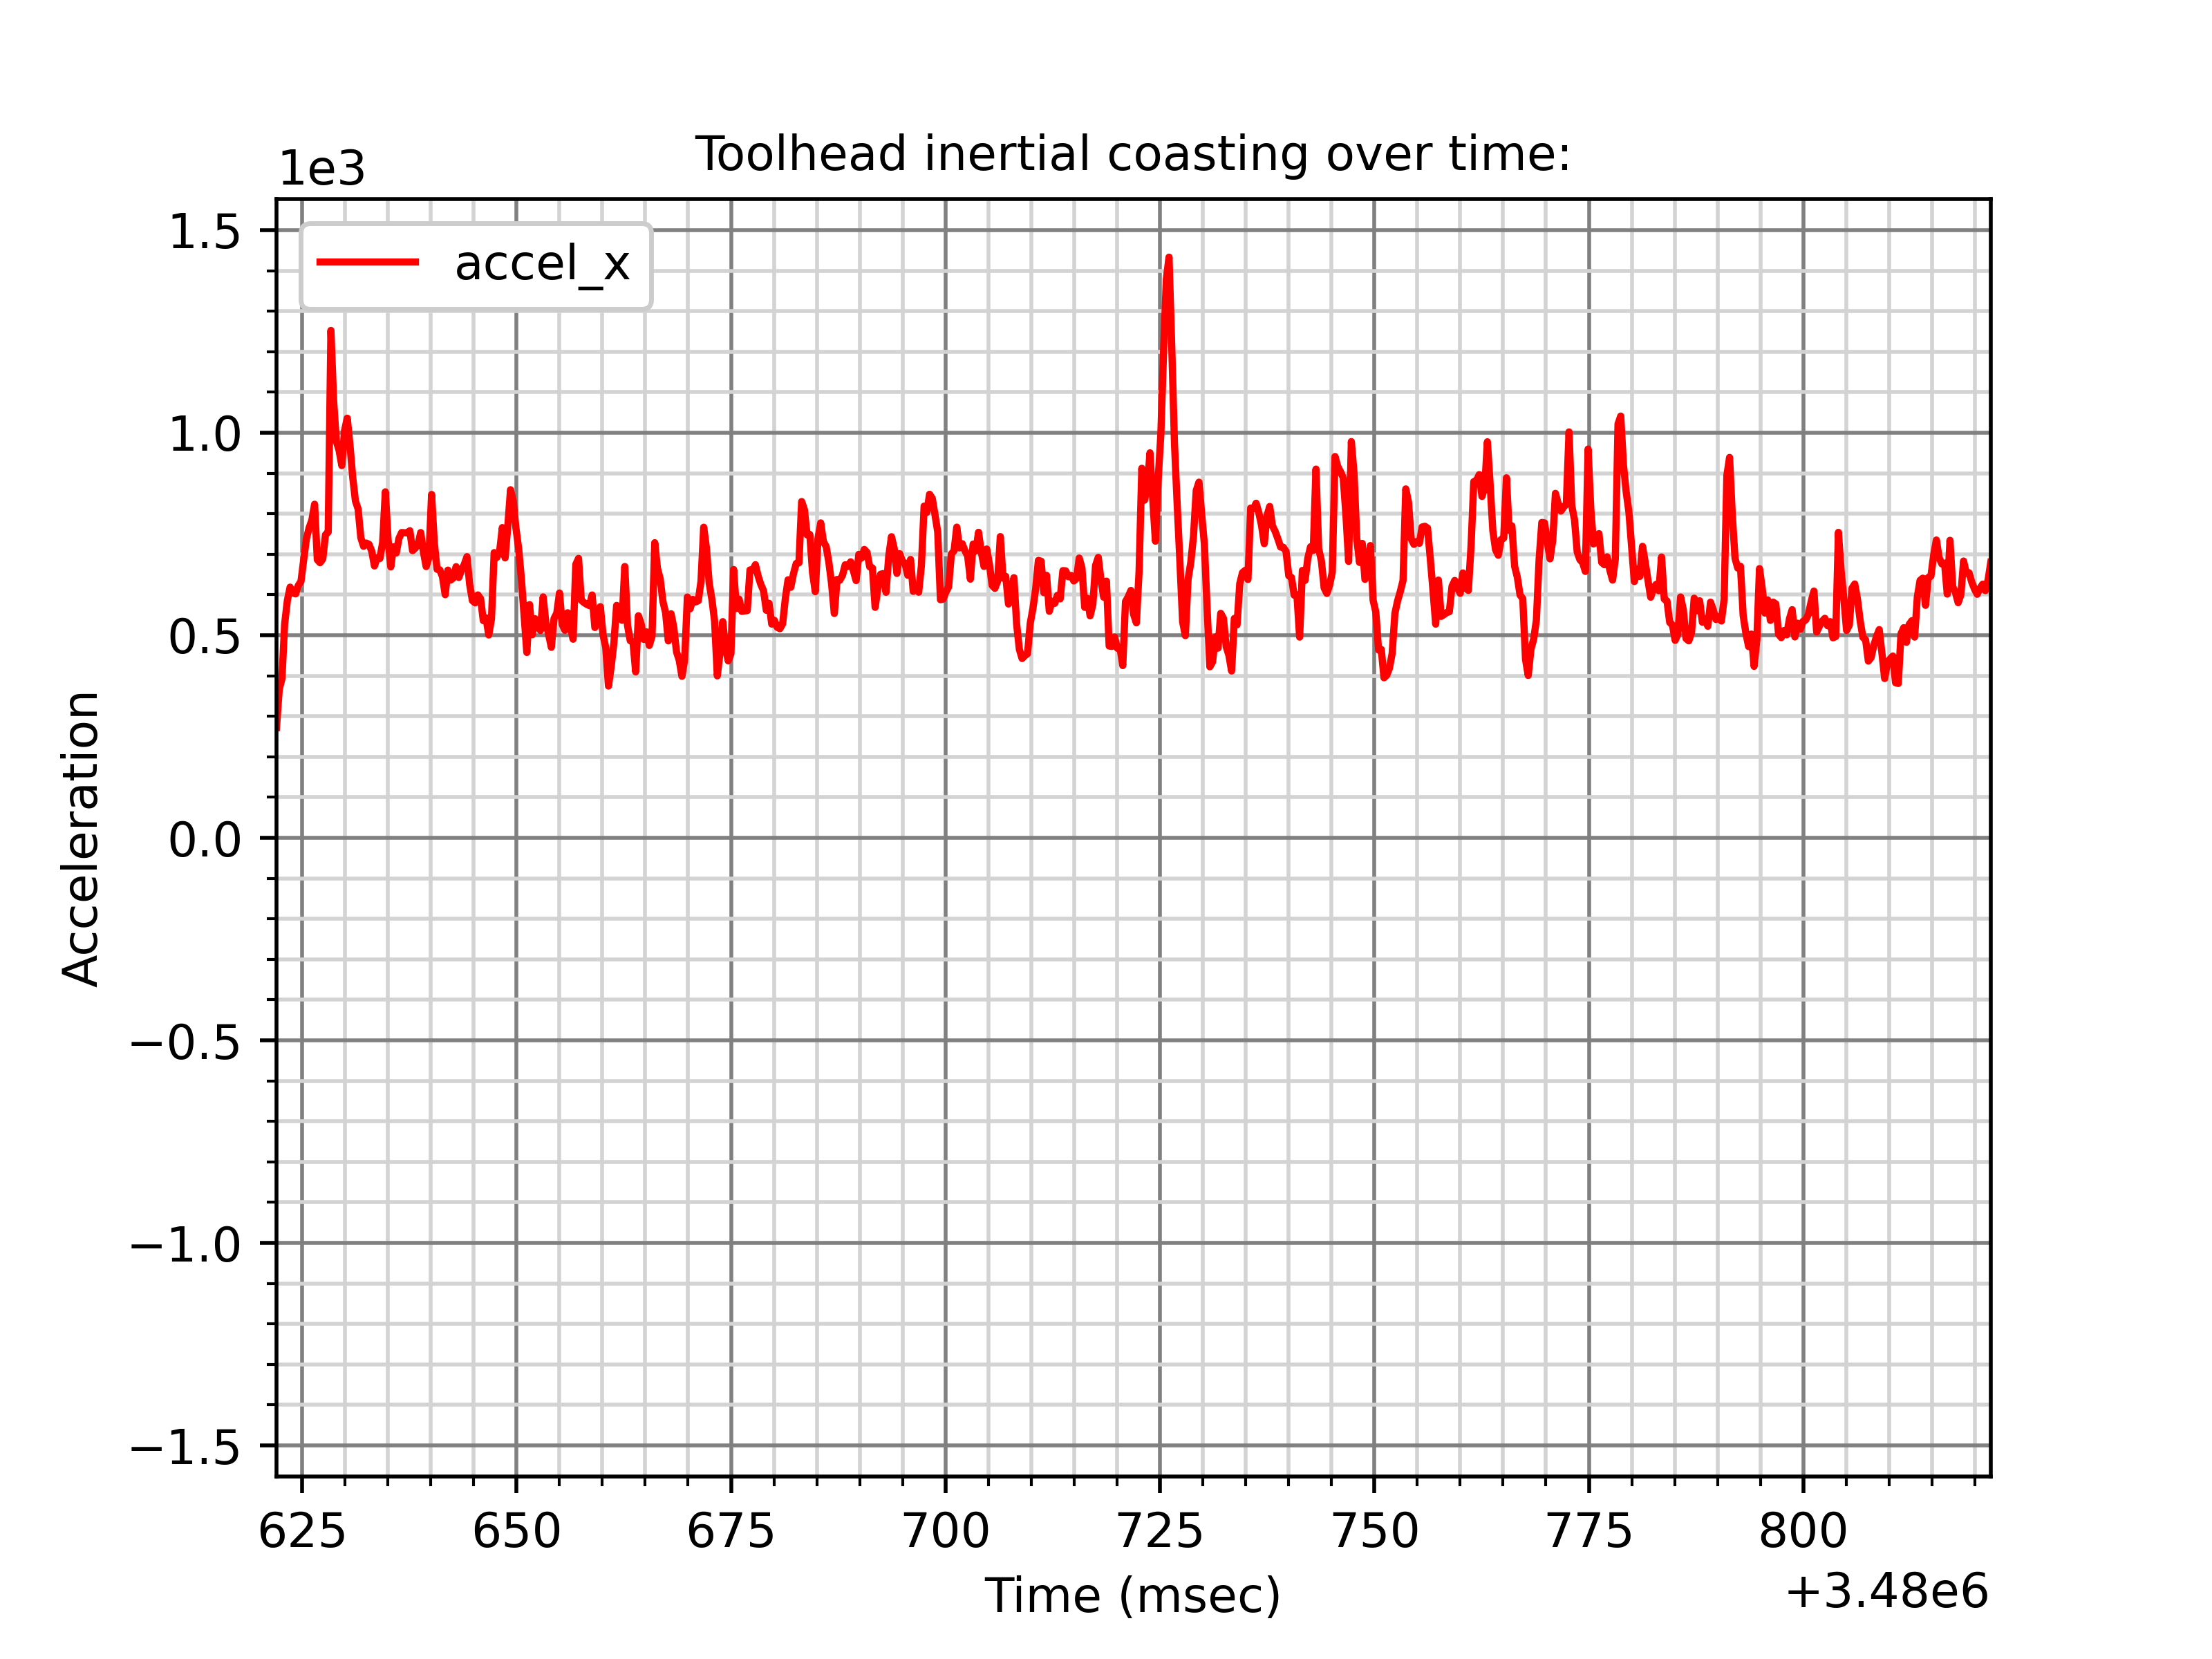 Toolhead inertial coasting over time:
1e3
accel_x
1.5
1.0
0.5
0.0
−0.5
−1.0
−1.5
Acceleration
625 650 675 700 725 750 775 800
Time (msec)
+3.48e6